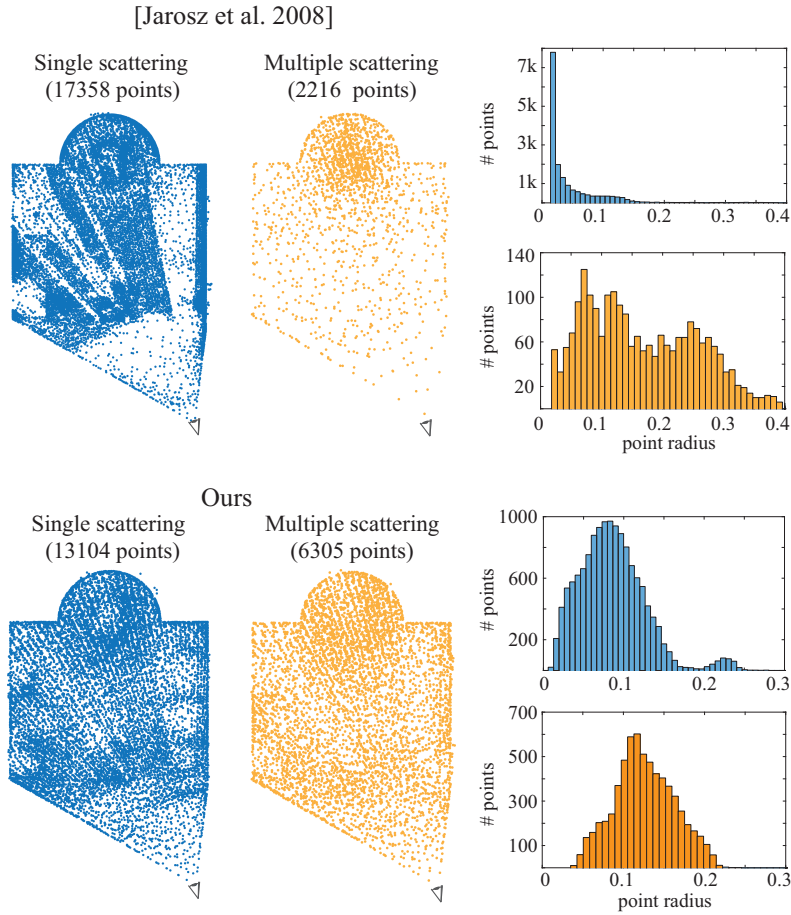 [Jarosz et al. 2008]
Single scattering
(17358 points)
Multiple scattering
(2216 points)
7k
5k
3k
1k
# points
0 0.1 0.2 0.3 0.4
140
100
60
20
# points
0 0.1 0.2 0.3 0.4
point radius
Ours
Single scattering
(13104 points)
Multiple scattering
(6305 points)
1000
600
200
# points
0 0.1 0.2 0.3
700
500
300
100
# points
0 0.1 0.2 0.3
point radius